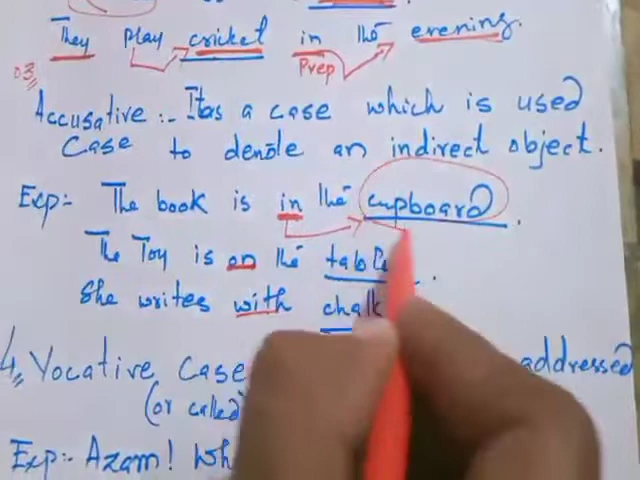 They play cricket in the evening.
Prep
03
Accusative :- It is a case which is used
Case to denote an indirect object.
Exp:- The book is in the cupboard.
The Toy is on the table.
She writes with chalk
4. Vocative Case addressed
(or called
Exp:- Azam! Wh